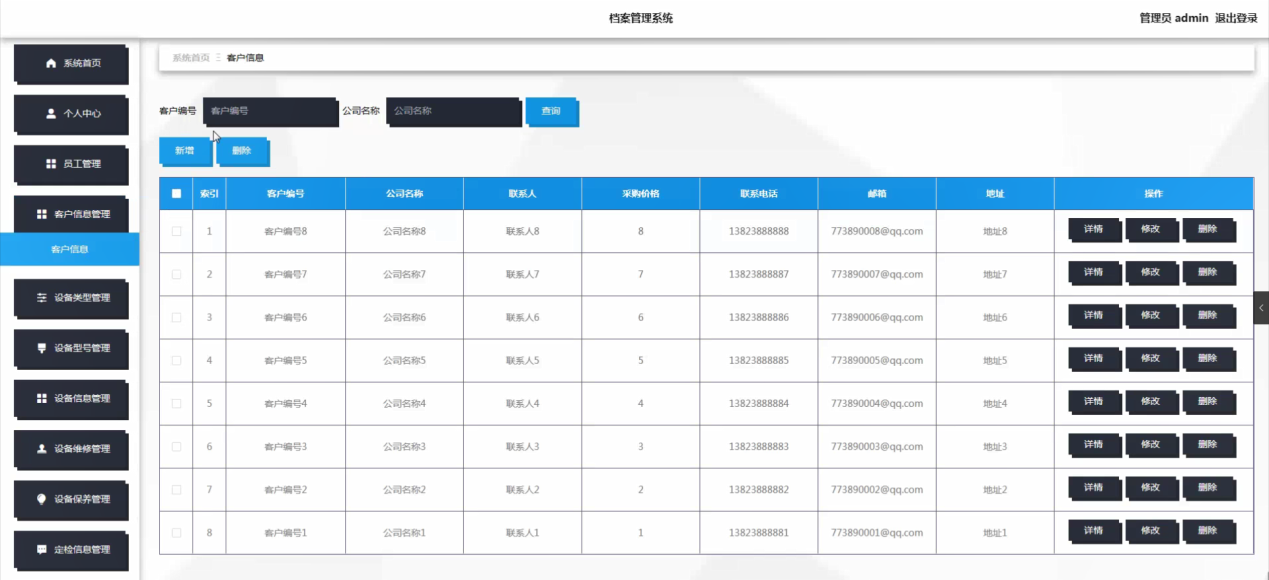 档案管理系统
管理员 admin 退出登录
系统首页
个人中心
员工管理
客户信息管理
客户信息
设备类型管理
设备型号管理
设备信息管理
设备维修管理
设备保养管理
定检信息管理
系统首页 客户信息
客户编号 客户编号 公司名称 公司名称 查询
新增 删除
索引 客户编号 公司名称 联系人 采购价格 联系电话 邮箱 地址 操作
1 客户编号8 公司名称8 联系人8 8 13823888888 773890008@qq.com 地址8 详情 修改 删除
2 客户编号7 公司名称7 联系人7 7 13823888887 773890007@qq.com 地址7 详情 修改 删除
3 客户编号6 公司名称6 联系人6 6 13823888886 773890006@qq.com 地址6 详情 修改 删除
4 客户编号5 公司名称5 联系人5 5 13823888885 773890005@qq.com 地址5 详情 修改 删除
5 客户编号4 公司名称4 联系人4 4 13823888884 773890004@qq.com 地址4 详情 修改 删除
6 客户编号3 公司名称3 联系人3 3 13823888883 773890003@qq.com 地址3 详情 修改 删除
7 客户编号2 公司名称2 联系人2 2 13823888882 773890002@qq.com 地址2 详情 修改 删除
8 客户编号1 公司名称1 联系人1 1 13823888881 773890001@qq.com 地址1 详情 修改 删除